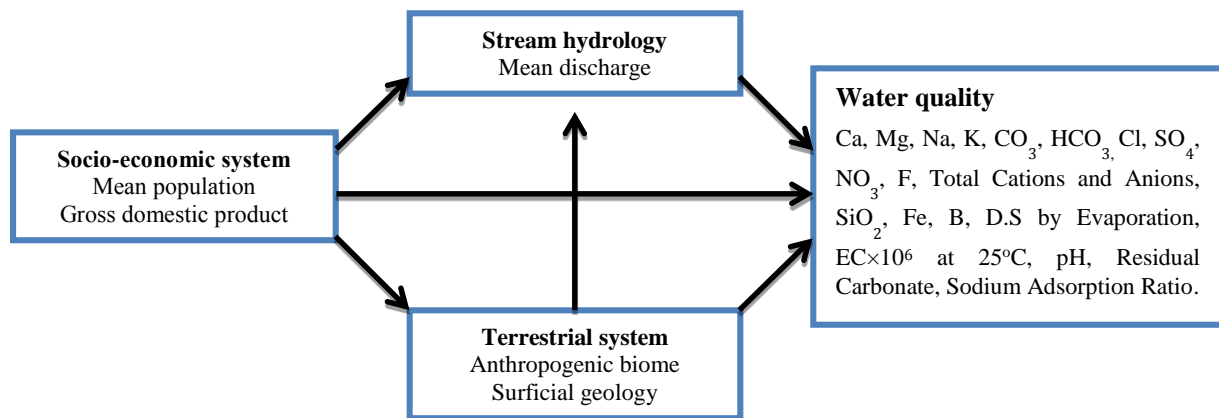 Stream hydrology
Mean discharge
Socio-economic system
Mean population
Gross domestic product
Terrestrial system
Anthropogenic biome
Surficial geology
Water quality
Ca, Mg, Na, K, CO₃, HCO₃, Cl, SO₄,
NO₃, F, Total Cations and Anions,
SiO₂, Fe, B, D.S by Evaporation,
EC×10⁶ at 25°C, pH, Residual
Carbonate, Sodium Adsorption Ratio.